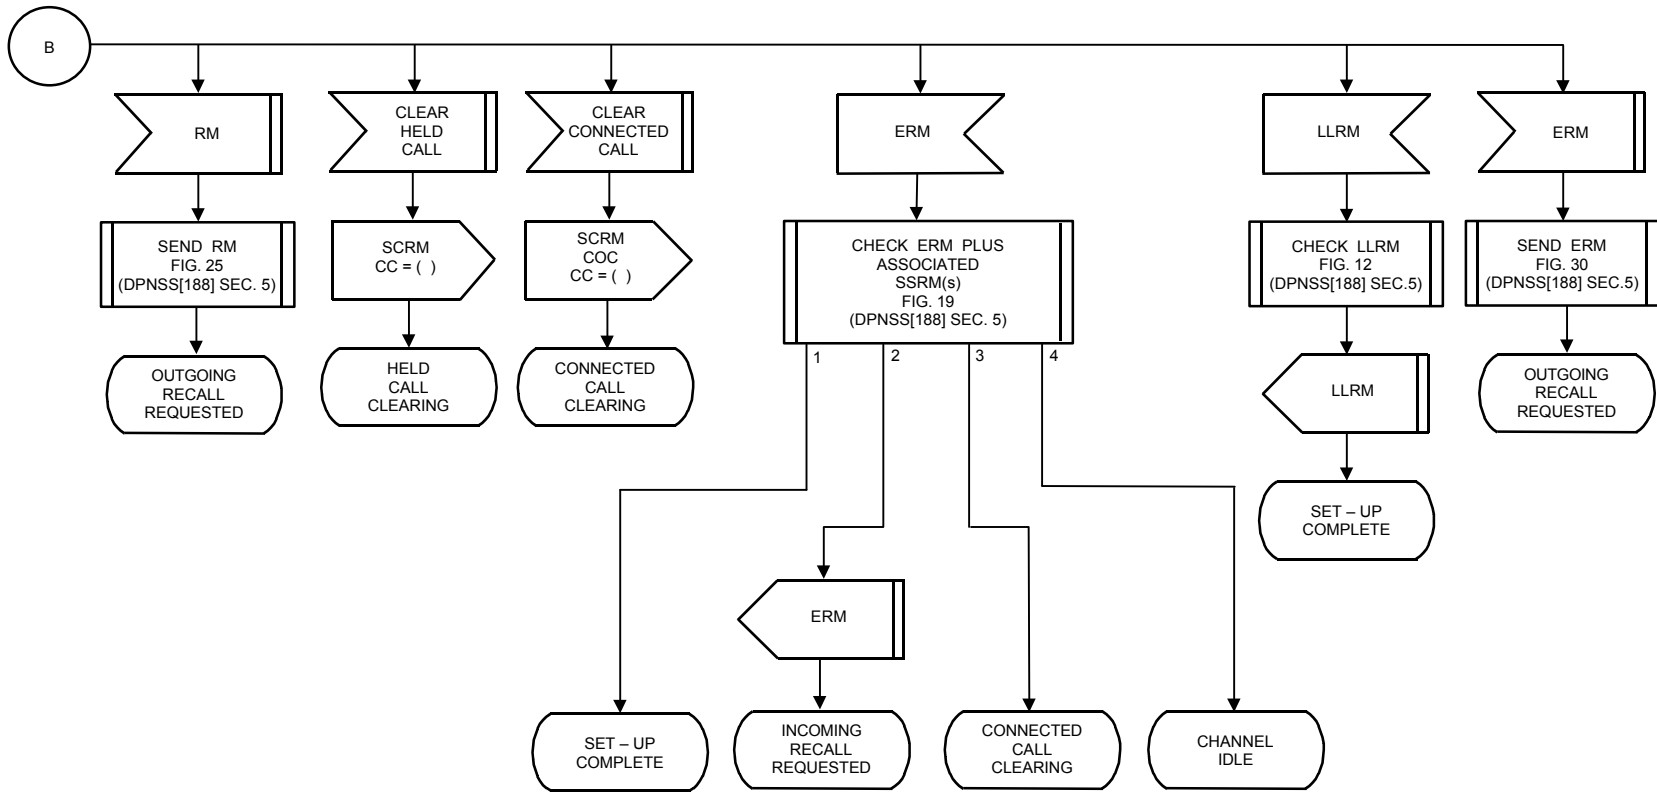 B
RM
CLEAR
HELD
CALL
CLEAR
CONNECTED
CALL
ERM
LLRM
ERM
SEND RM
FIG. 25
(DPNSS[188] SEC. 5)
SCRM
CC = ( )
SCRM
COC
CC = ( )
CHECK ERM PLUS
ASSOCIATED
SSRM(s)
FIG. 19
(DPNSS[188] SEC. 5)
CHECK LLRM
FIG. 12
(DPNSS[188] SEC.5)
SEND ERM
FIG. 30
(DPNSS[188] SEC.5)
1
2
3
4
OUTGOING
RECALL
REQUESTED
HELD
CALL
CLEARING
CONNECTED
CALL
CLEARING
LLRM
OUTGOING
RECALL
REQUESTED
SET – UP
COMPLETE
ERM
SET – UP
COMPLETE
INCOMING
RECALL
REQUESTED
CONNECTED
CALL
CLEARING
CHANNEL
IDLE